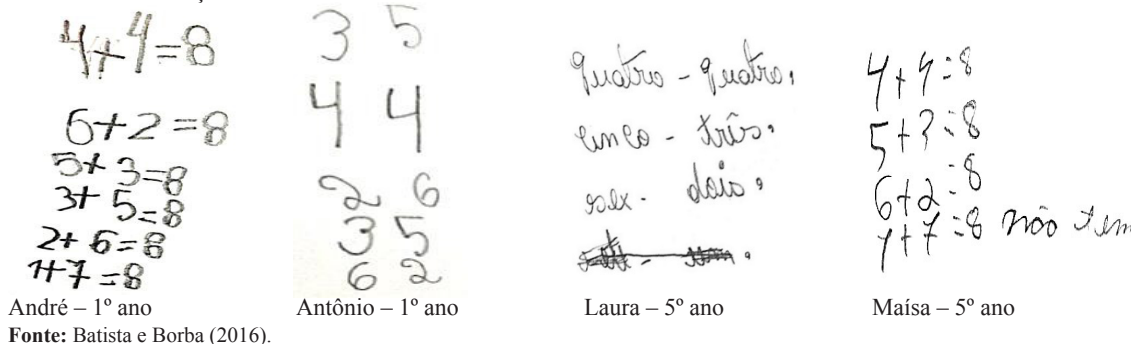 4+4=8
6+2=8
5+3=8
3+5=8
2+6=8
1+7=8
André – 1º ano
3 5
4 4
2 6
3 5
6 2
Antônio – 1º ano
Quatro - quatro.
cinco - três.
sex - dois.
Laura – 5º ano
4+4=8
5+3=8
6+2=8
1+7=8 não tem
Maísa – 5º ano
Fonte: Batista e Borba (2016).